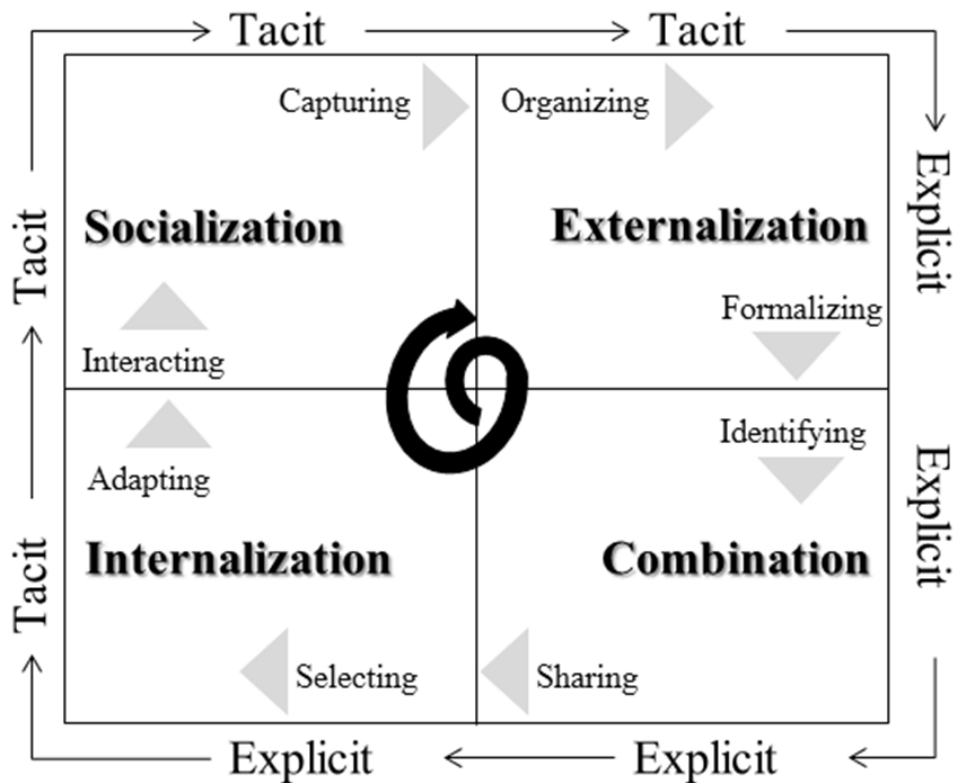 Tacit
Tacit
Capturing
Organizing
Tacit
Socialization
Externalization
Explicit
Interacting
Formalizing
Adapting
Identifying
Tacit
Internalization
Combination
Explicit
Selecting
Sharing
Explicit
Explicit